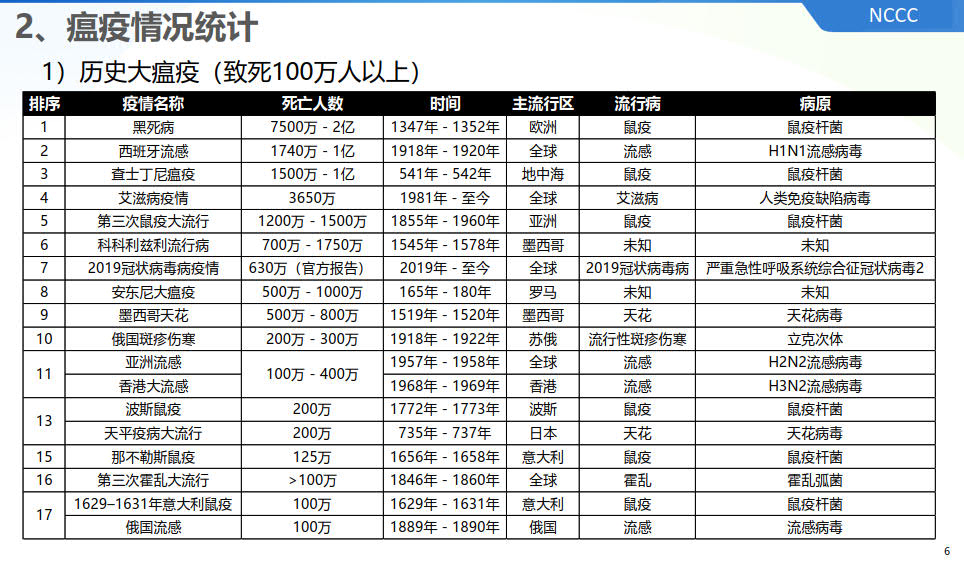 NCCC
2、瘟疫情况统计
1）历史大瘟疫（致死100万人以上）
排序 疫情名称 死亡人数 时间 主流行区 流行病 病原
1 黑死病 7500万 - 2亿 1347年 - 1352年 欧洲 鼠疫 鼠疫杆菌
2 西班牙流感 1740万 - 1亿 1918年 - 1920年 全球 流感 H1N1流感病毒
3 查士丁尼瘟疫 1500万 - 1亿 541年 - 542年 地中海 鼠疫 鼠疫杆菌
4 艾滋病疫情 3650万 1981年 - 至今 全球 艾滋病 人类免疫缺陷病毒
5 第三次鼠疫大流行 1200万 - 1500万 1855年 - 1960年 亚洲 鼠疫 鼠疫杆菌
6 科科利兹利流行病 700万 - 1750万 1545年 - 1578年 墨西哥 未知 未知
7 2019冠状病毒病疫情 630万（官方报告） 2019年 - 至今 全球 2019冠状病毒病 严重急性呼吸系统综合征冠状病毒2
8 安东尼大瘟疫 500万 - 1000万 165年 - 180年 罗马 未知 未知
9 墨西哥天花 500万 - 800万 1519年 - 1520年 墨西哥 天花 天花病毒
10 俄国斑疹伤寒 200万 - 300万 1918年 - 1922年 苏俄 流行性斑疹伤寒 立克次体
11 亚洲流感 100万 - 400万 1957年 - 1958年 全球 流感 H2N2流感病毒
香港大流感 1968年 - 1969年 香港 流感 H3N2流感病毒
13 波斯鼠疫 200万 1772年 - 1773年 波斯 鼠疫 鼠疫杆菌
天平疫病大流行 200万 735年 - 737年 日本 天花 天花病毒
15 那不勒斯鼠疫 125万 1656年 - 1658年 意大利 鼠疫 鼠疫杆菌
16 第三次霍乱大流行 >100万 1846年 - 1860年 全球 霍乱 霍乱弧菌
17 1629–1631年意大利鼠疫 100万 1629年 - 1631年 意大利 鼠疫 鼠疫杆菌
俄国流感 100万 1889年 - 1890年 俄国 流感 流感病毒
6